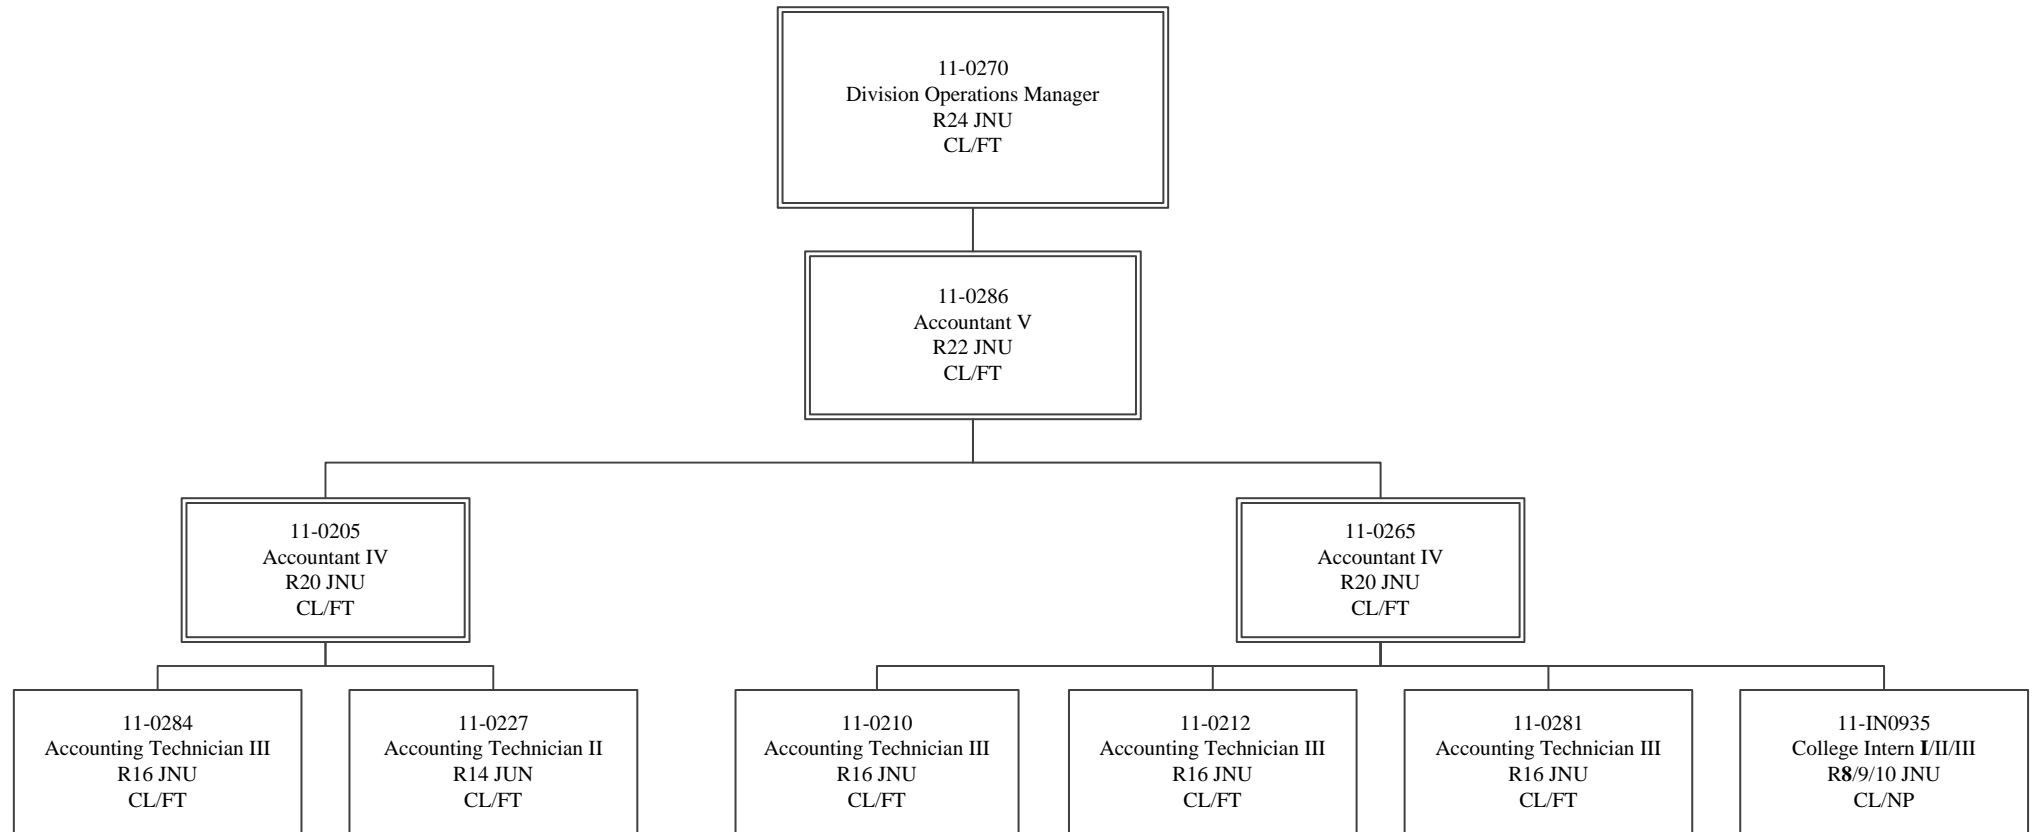 11-0270
Division Operations Manager
R24 JNU
CL/FT
11-0286
Accountant V
R22 JNU
CL/FT
11-0205
Accountant IV
R20 JNU
CL/FT
11-0265
Accountant IV
R20 JNU
CL/FT
11-0284
Accounting Technician III
R16 JNU
CL/FT
11-0227
Accounting Technician II
R14 JUN
CL/FT
11-0210
Accounting Technician III
R16 JNU
CL/FT
11-0212
Accounting Technician III
R16 JNU
CL/FT
11-0281
Accounting Technician III
R16 JNU
CL/FT
11-IN0935
College Intern I/II/III
R8/9/10 JNU
CL/NP